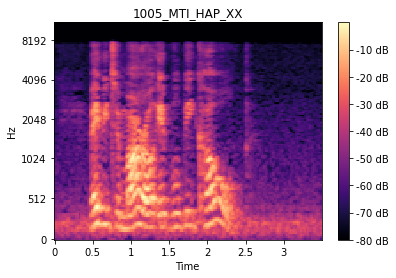 1005_MTI_HAP_XX
8192
4096
2048
1024
512
0
Hz
0 0.5 1 1.5 2 2.5 3
Time
-10 dB
-20 dB
-30 dB
-40 dB
-50 dB
-60 dB
-70 dB
-80 dB